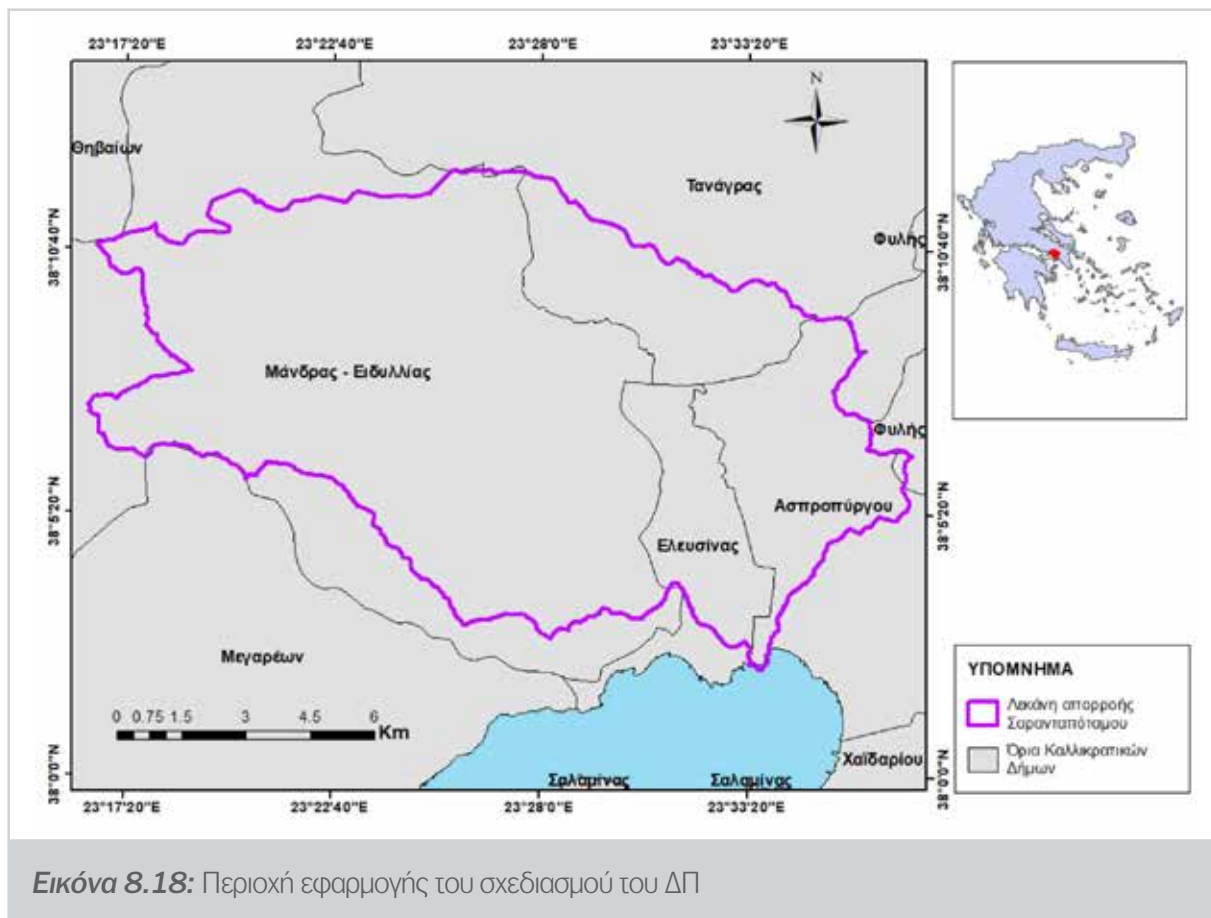 23°17'20"E 23°22'40"E 23°28'0"E 23°33'20"E
N
Θηβαίων
Τανάγρας
Φυλής
38°10'40"N
38°10'40"N
Μάνδρας - Ειδυλλίας
Φυλής
Ασπροπύργου
38°5'20"N
38°5'20"N
Ελευσίνας
Μεγαρέων
0 0.75 1.5 3 4.5 6
Km
Χαϊδαρίου
Σαλαμίνας Σαλαμίνος
38°0'0"N
38°0'0"N
23°17'20"E 23°22'40"E 23°28'0"E 23°33'20"E
ΥΠΟΜΝΗΜΑ
Λεκάνη απορροής
Σαρανταπόταμου
Όρια Καλλικρατικών
Δήμων
Εικόνα 8.18: Περιοχή εφαρμογής του σχεδιασμού του ΔΠ